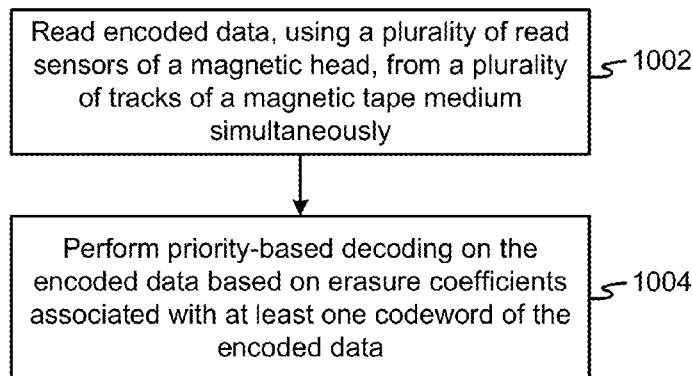 Read encoded data, using a plurality of read
sensors of a magnetic head, from a plurality
of tracks of a magnetic tape medium
simultaneously
1002
Perform priority-based decoding on the
encoded data based on erasure coefficients
associated with at least one codeword of the
encoded data
1004